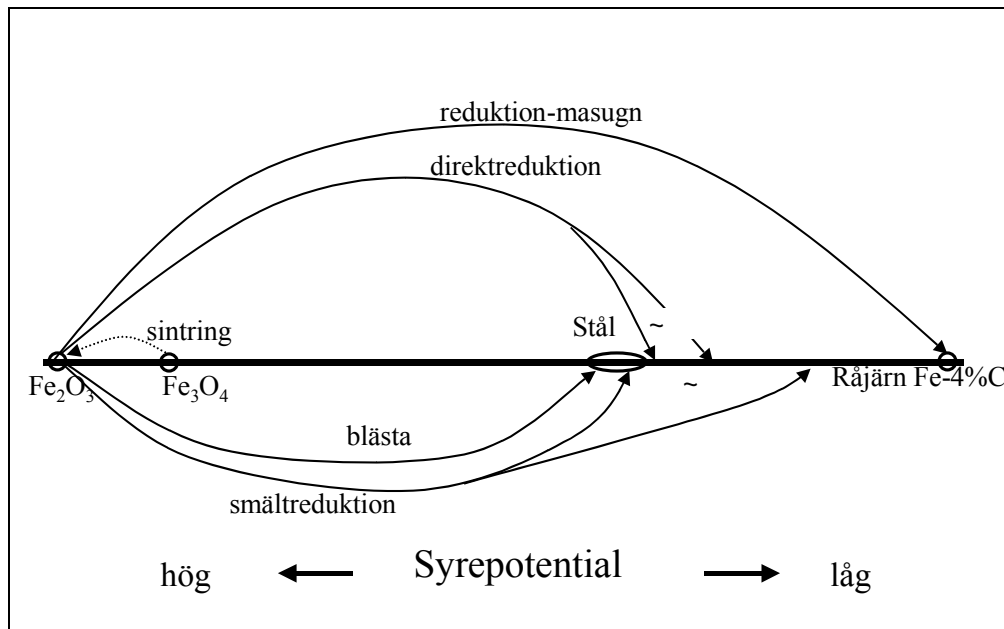 reduktion-masugn
direktreduktion
Stål
~
sintring
~
Fe₂O₃
Fe₃O₄
Råjärn Fe-4%C
blästa
smältreduktion
hög Syrepotential låg